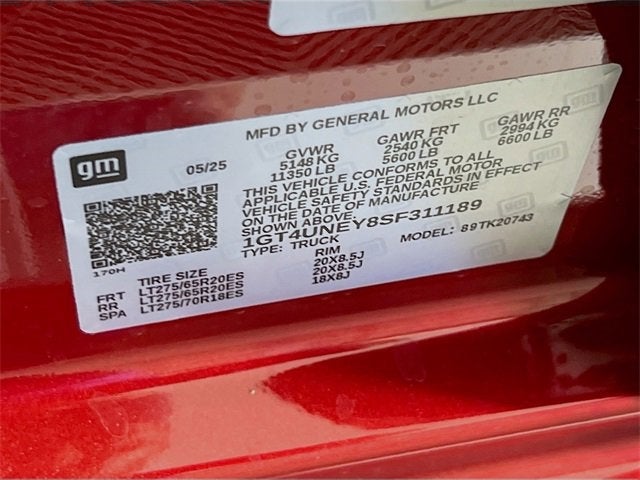 MFD BY GENERAL MOTORS LLC
gm
05/25
GVWR GAWR FRT GAWR RR
5148 KG 2540 KG 2994 KG
11350 LB 5600 LB 6600 LB
THIS VEHICLE CONFORMS TO ALL
APPLICABLE U.S. FEDERAL MOTOR
VEHICLE SAFETY STANDARDS IN EFFECT
ON THE DATE OF MANUFACTURE
SHOWN ABOVE.
1GT4UNEY8SF311189
TYPE: TRUCK MODEL: 89TK20743
170H
TIRE SIZE RIM
FRT LT275/65R20ES 20X8.5J
RR LT275/65R20ES 20X8.5J
SPA LT275/70R18ES 18X8J